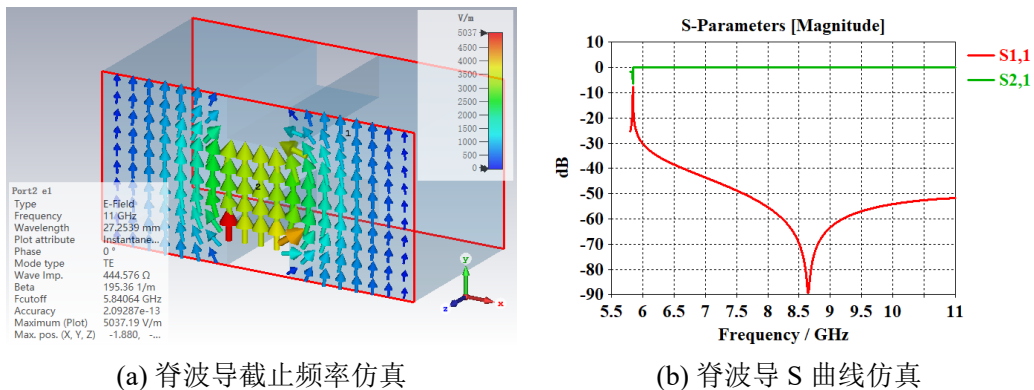 V/m
5037
4500
4000
3500
3000
2500
2000
1500
1000
500
0
1
2
Port2 e1
Type E-Field
Frequency 11 GHz
Wavelength 27.2539 mm
Plot attribute Instantane...
Phase 0 °
Mode type TE
Wave Imp. 444.576 Ω
Beta 195.36 1/m
Fcutoff 5.84064 GHz
Accuracy 2.09287e-13
Maximum (Plot) 5037.19 V/m
Max. pos. (X, Y, Z) -1.880, -...
y
z
x
(a) 脊波导截止频率仿真
S-Parameters [Magnitude]
10
0
-10
-20
-30
-40
-50
-60
-70
-80
-90
dB
5.5 6 6.5 7 7.5 8 8.5 9 9.5 10 11
Frequency / GHz
S1,1
S2,1
(b) 脊波导 S 曲线仿真